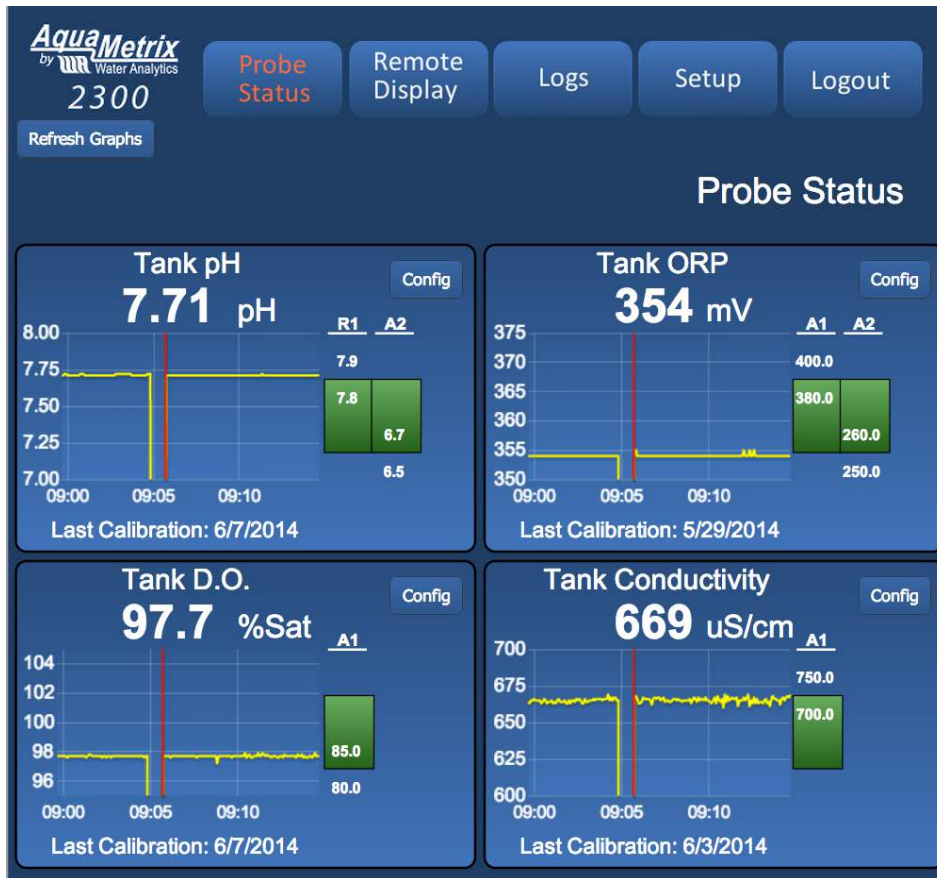 AquaMetrix
by WAI Water Analytics
2300
Probe Status
Remote Display
Logs
Setup
Logout
Refresh Graphs
Probe Status
Tank pH
Config
7.71 pH
R1 A2
8.00
7.75
7.50
7.25
7.00
7.9
7.8
6.7
6.5
09:00 09:05 09:10
Last Calibration: 6/7/2014
Tank ORP
Config
354 mV
A1 A2
375
370
365
360
355
350
400.0
380.0
260.0
250.0
09:00 09:05 09:10
Last Calibration: 5/29/2014
Tank D.O.
Config
97.7 %Sat
A1
104
102
100
98
96
85.0
80.0
09:00 09:05 09:10
Last Calibration: 6/7/2014
Tank Conductivity
Config
669 uS/cm
A1
700
675
650
625
600
750.0
700.0
09:00 09:05 09:10
Last Calibration: 6/3/2014